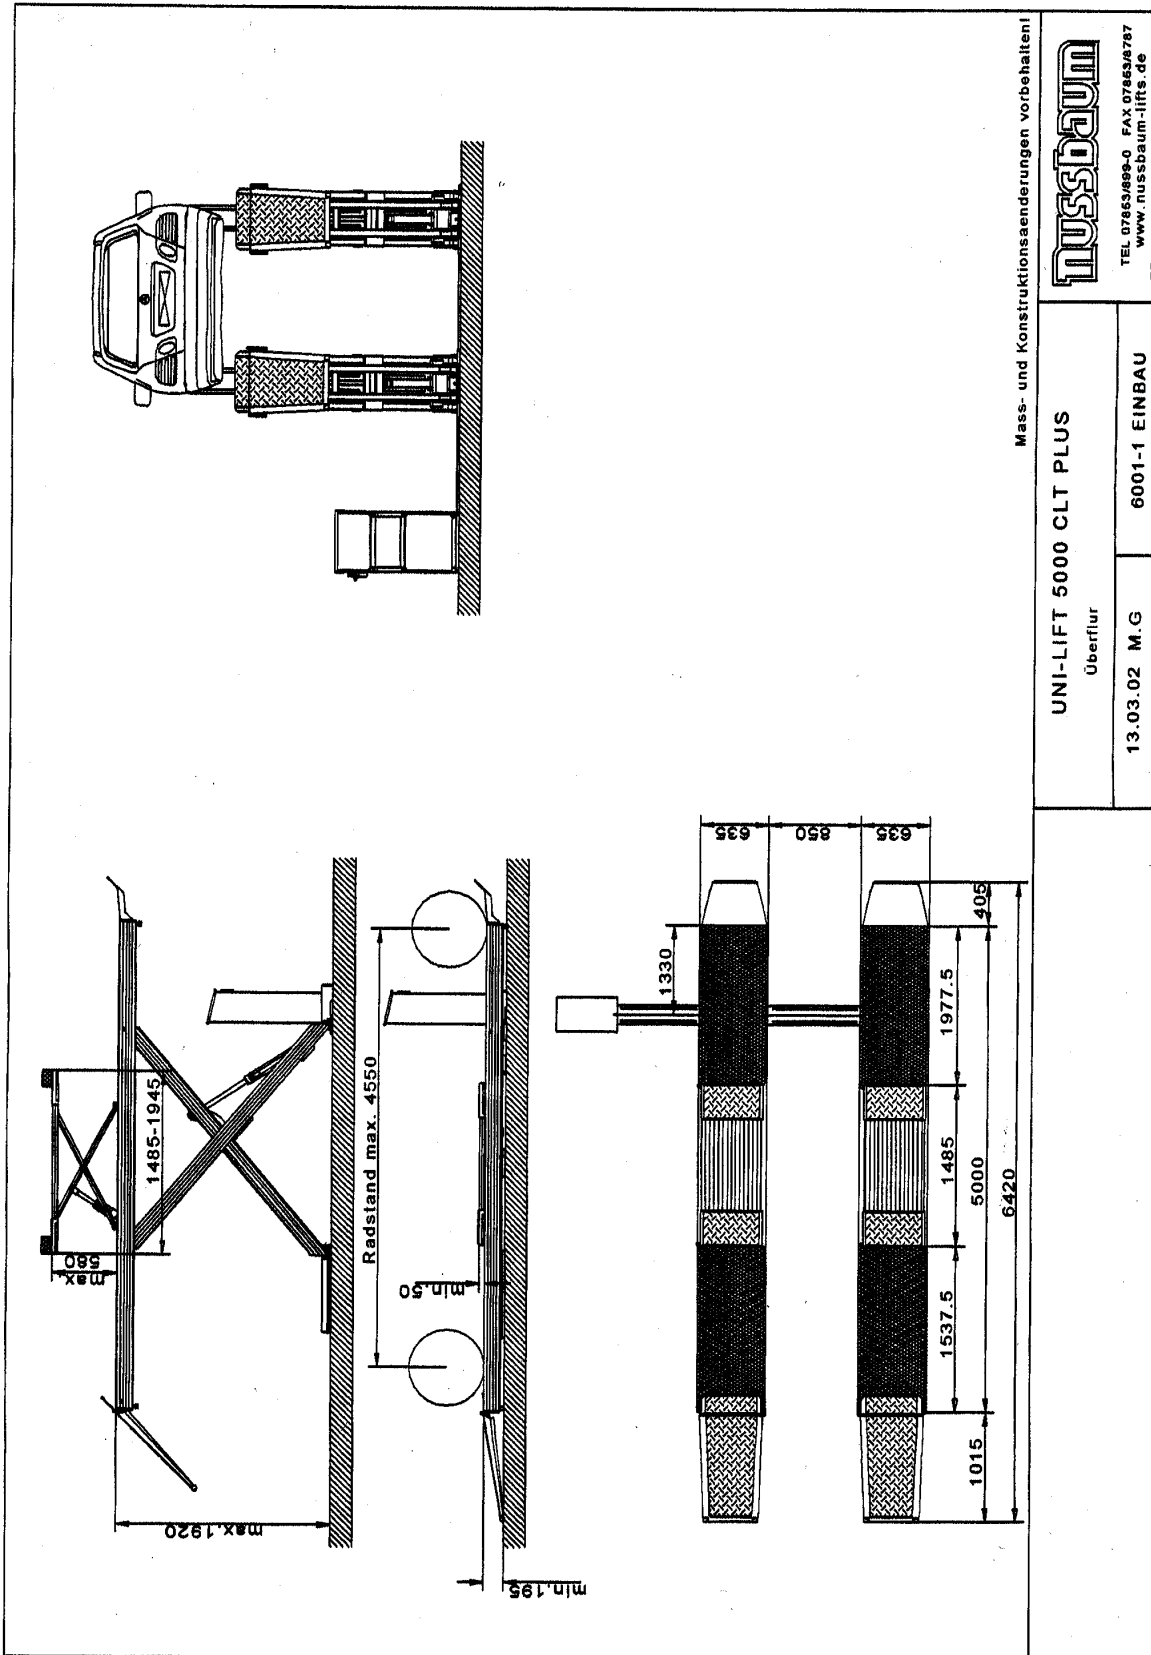 max.
580
1485-1945
max.1920
Radstand max. 4550
min.50
min.195
1330
635
850
635
405
1977.5
1485
1537.5
1015
5000
6420
Mass- und Konstruktionsaenderungen vorbehalten!
UNI-LIFT 5000 CLT PLUS
Überflur
13.03.02 M.G
6001-1 EINBAU
nussbaum
TEL 07853/899-0 FAX 07853/8787
www.nussbaum-lifts.de